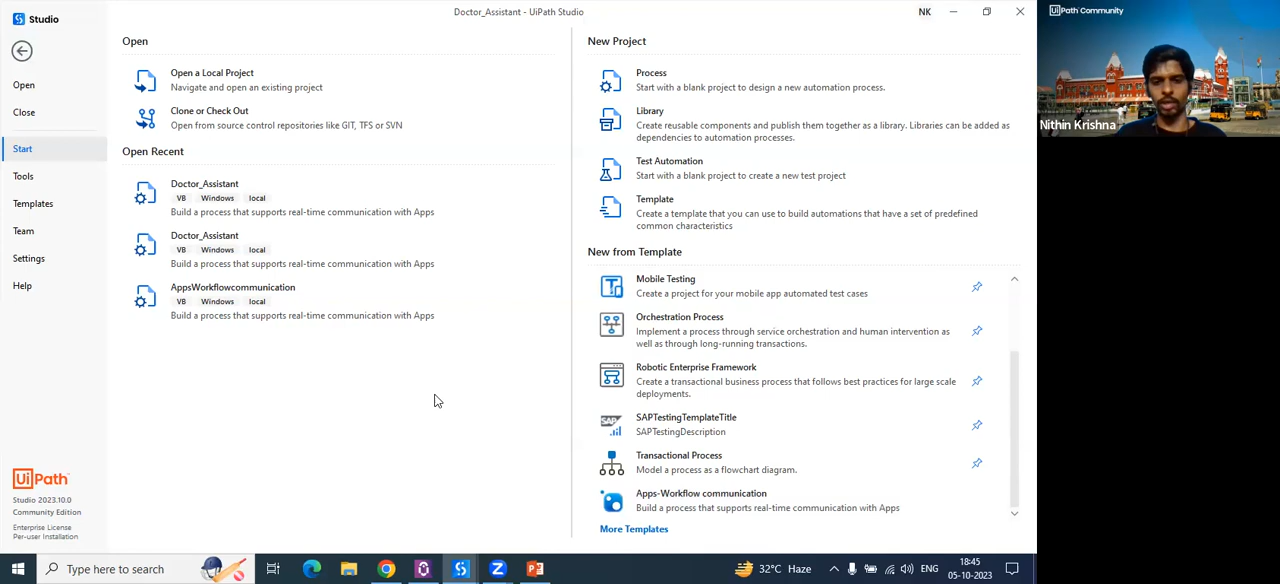 Studio
Doctor_Assistant - UiPath Studio
NK
Open
Close
Start
Tools
Templates
Team
Settings
Help
UiPath
Studio 2023.10.0
Community Edition
Enterprise License
Per-user Installation
Open
Open a Local Project
Navigate and open an existing project
Clone or Check Out
Open from source control repositories like GIT, TFS or SVN
Open Recent
Doctor_Assistant
VB Windows local
Build a process that supports real-time communication with Apps
Doctor_Assistant
VB Windows local
Build a process that supports real-time communication with Apps
AppsWorkflowcommunication
VB Windows local
Build a process that supports real-time communication with Apps
New Project
Process
Start with a blank project to design a new automation process.
Library
Create reusable components and publish them together as a library. Libraries can be added as
dependencies to automation processes.
Test Automation
Start with a blank project to create a new test project
Template
Create a template that you can use to build automations that have a set of predefined
common characteristics
New from Template
Mobile Testing
Create a project for your mobile app automated test cases
Orchestration Process
Implement a process through service orchestration and human intervention as
well as through long-running transactions.
Robotic Enterprise Framework
Create a transactional business process that follows best practices for large scale
deployments.
SAP
SAPTestingTemplateTitle
SAPTestingDescription
Transactional Process
Model a process as a flowchart diagram.
Apps-Workflow communication
Build a process that supports real-time communication with Apps
More Templates
UiPath Community
Nithin Krishna
Type here to search
32°C Haze
ENG
18:45
05-10-2023